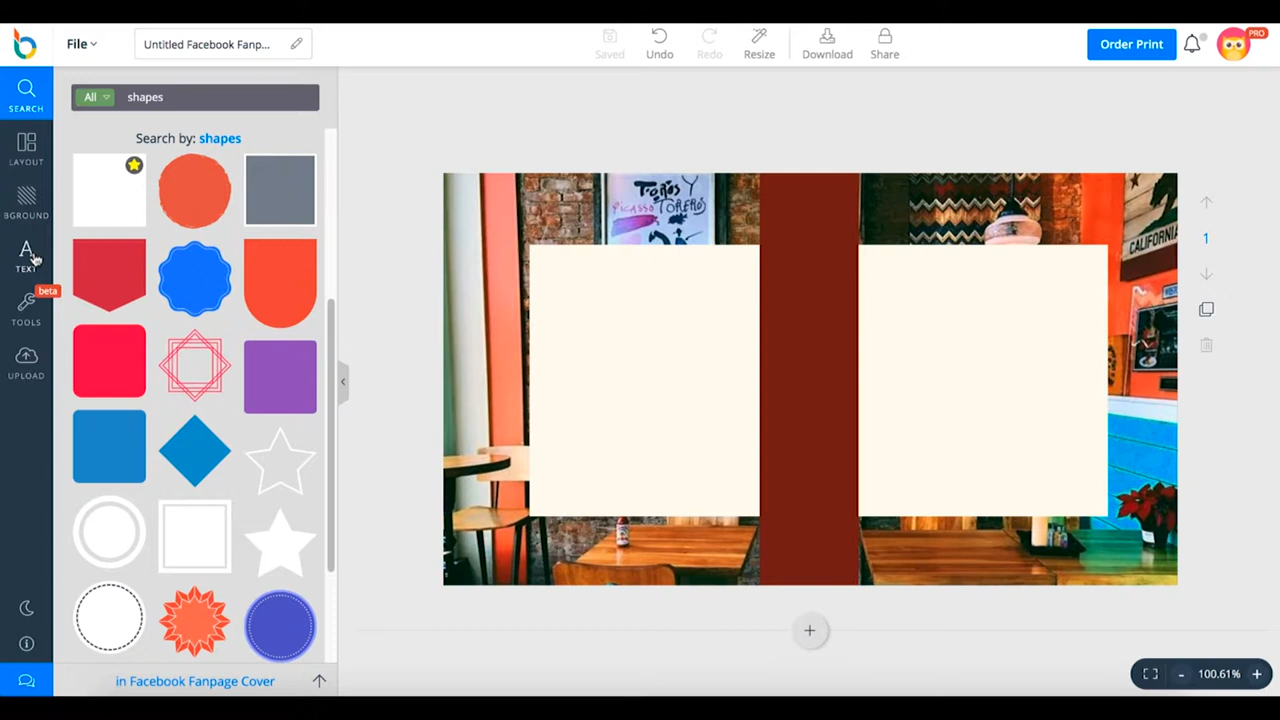 File
Untitled Facebook Fanp...
Saved
Undo
Redo
Resize
Download
Share
Order Print
PRO
SEARCH
LAYOUT
BGROUND
TEXT
beta
TOOLS
UPLOAD
All
shapes
Search by: shapes
in Facebook Fanpage Cover
Toros
Picasso
Toreros
CALIFORNIA
1
- 100.61% +